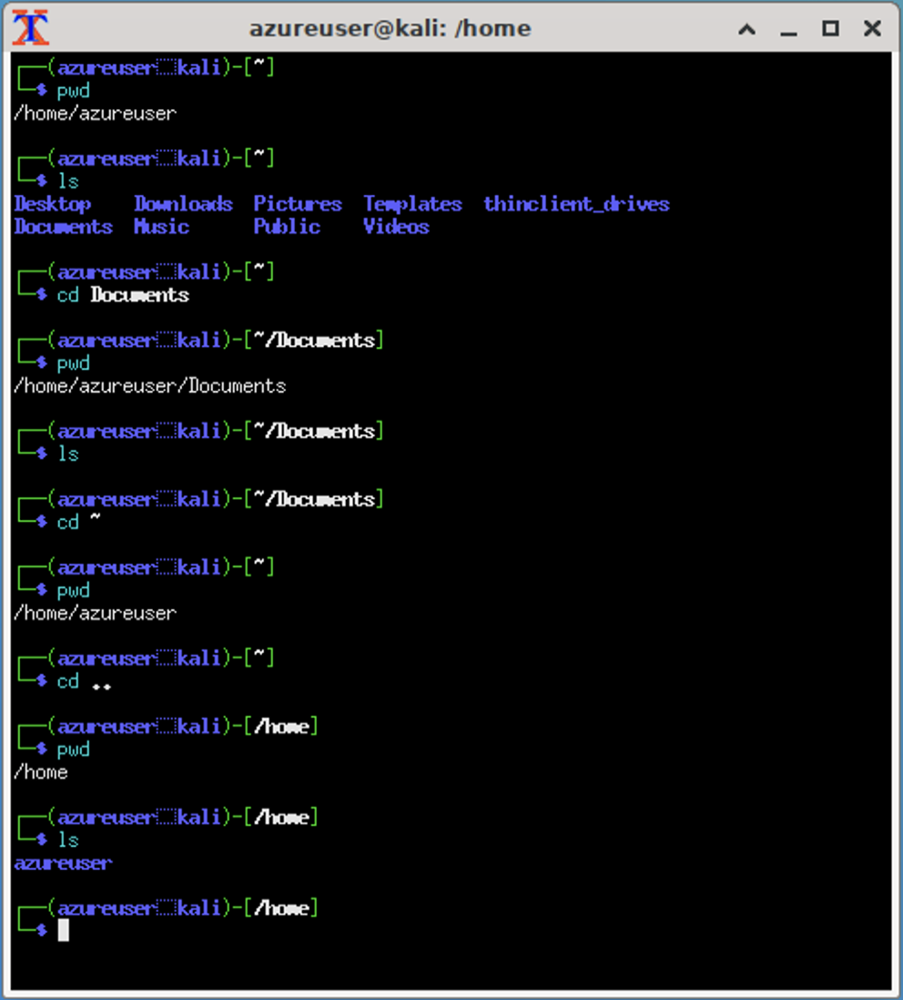 azureuser@kali: /home
┌──(azureuser⬚kali)-[~]
└─$ pwd
/home/azureuser
┌──(azureuser⬚kali)-[~]
└─$ ls
Desktop    Downloads  Pictures  Templates  thinclient_drives
Documents  Music      Public    Videos
┌──(azureuser⬚kali)-[~]
└─$ cd Documents
┌──(azureuser⬚kali)-[~/Documents]
└─$ pwd
/home/azureuser/Documents
┌──(azureuser⬚kali)-[~/Documents]
└─$ ls
┌──(azureuser⬚kali)-[~/Documents]
└─$ cd ~
┌──(azureuser⬚kali)-[~]
└─$ pwd
/home/azureuser
┌──(azureuser⬚kali)-[~]
└─$ cd ..
┌──(azureuser⬚kali)-[/home]
└─$ pwd
/home
┌──(azureuser⬚kali)-[/home]
└─$ ls
azureuser
┌──(azureuser⬚kali)-[/home]
└─$